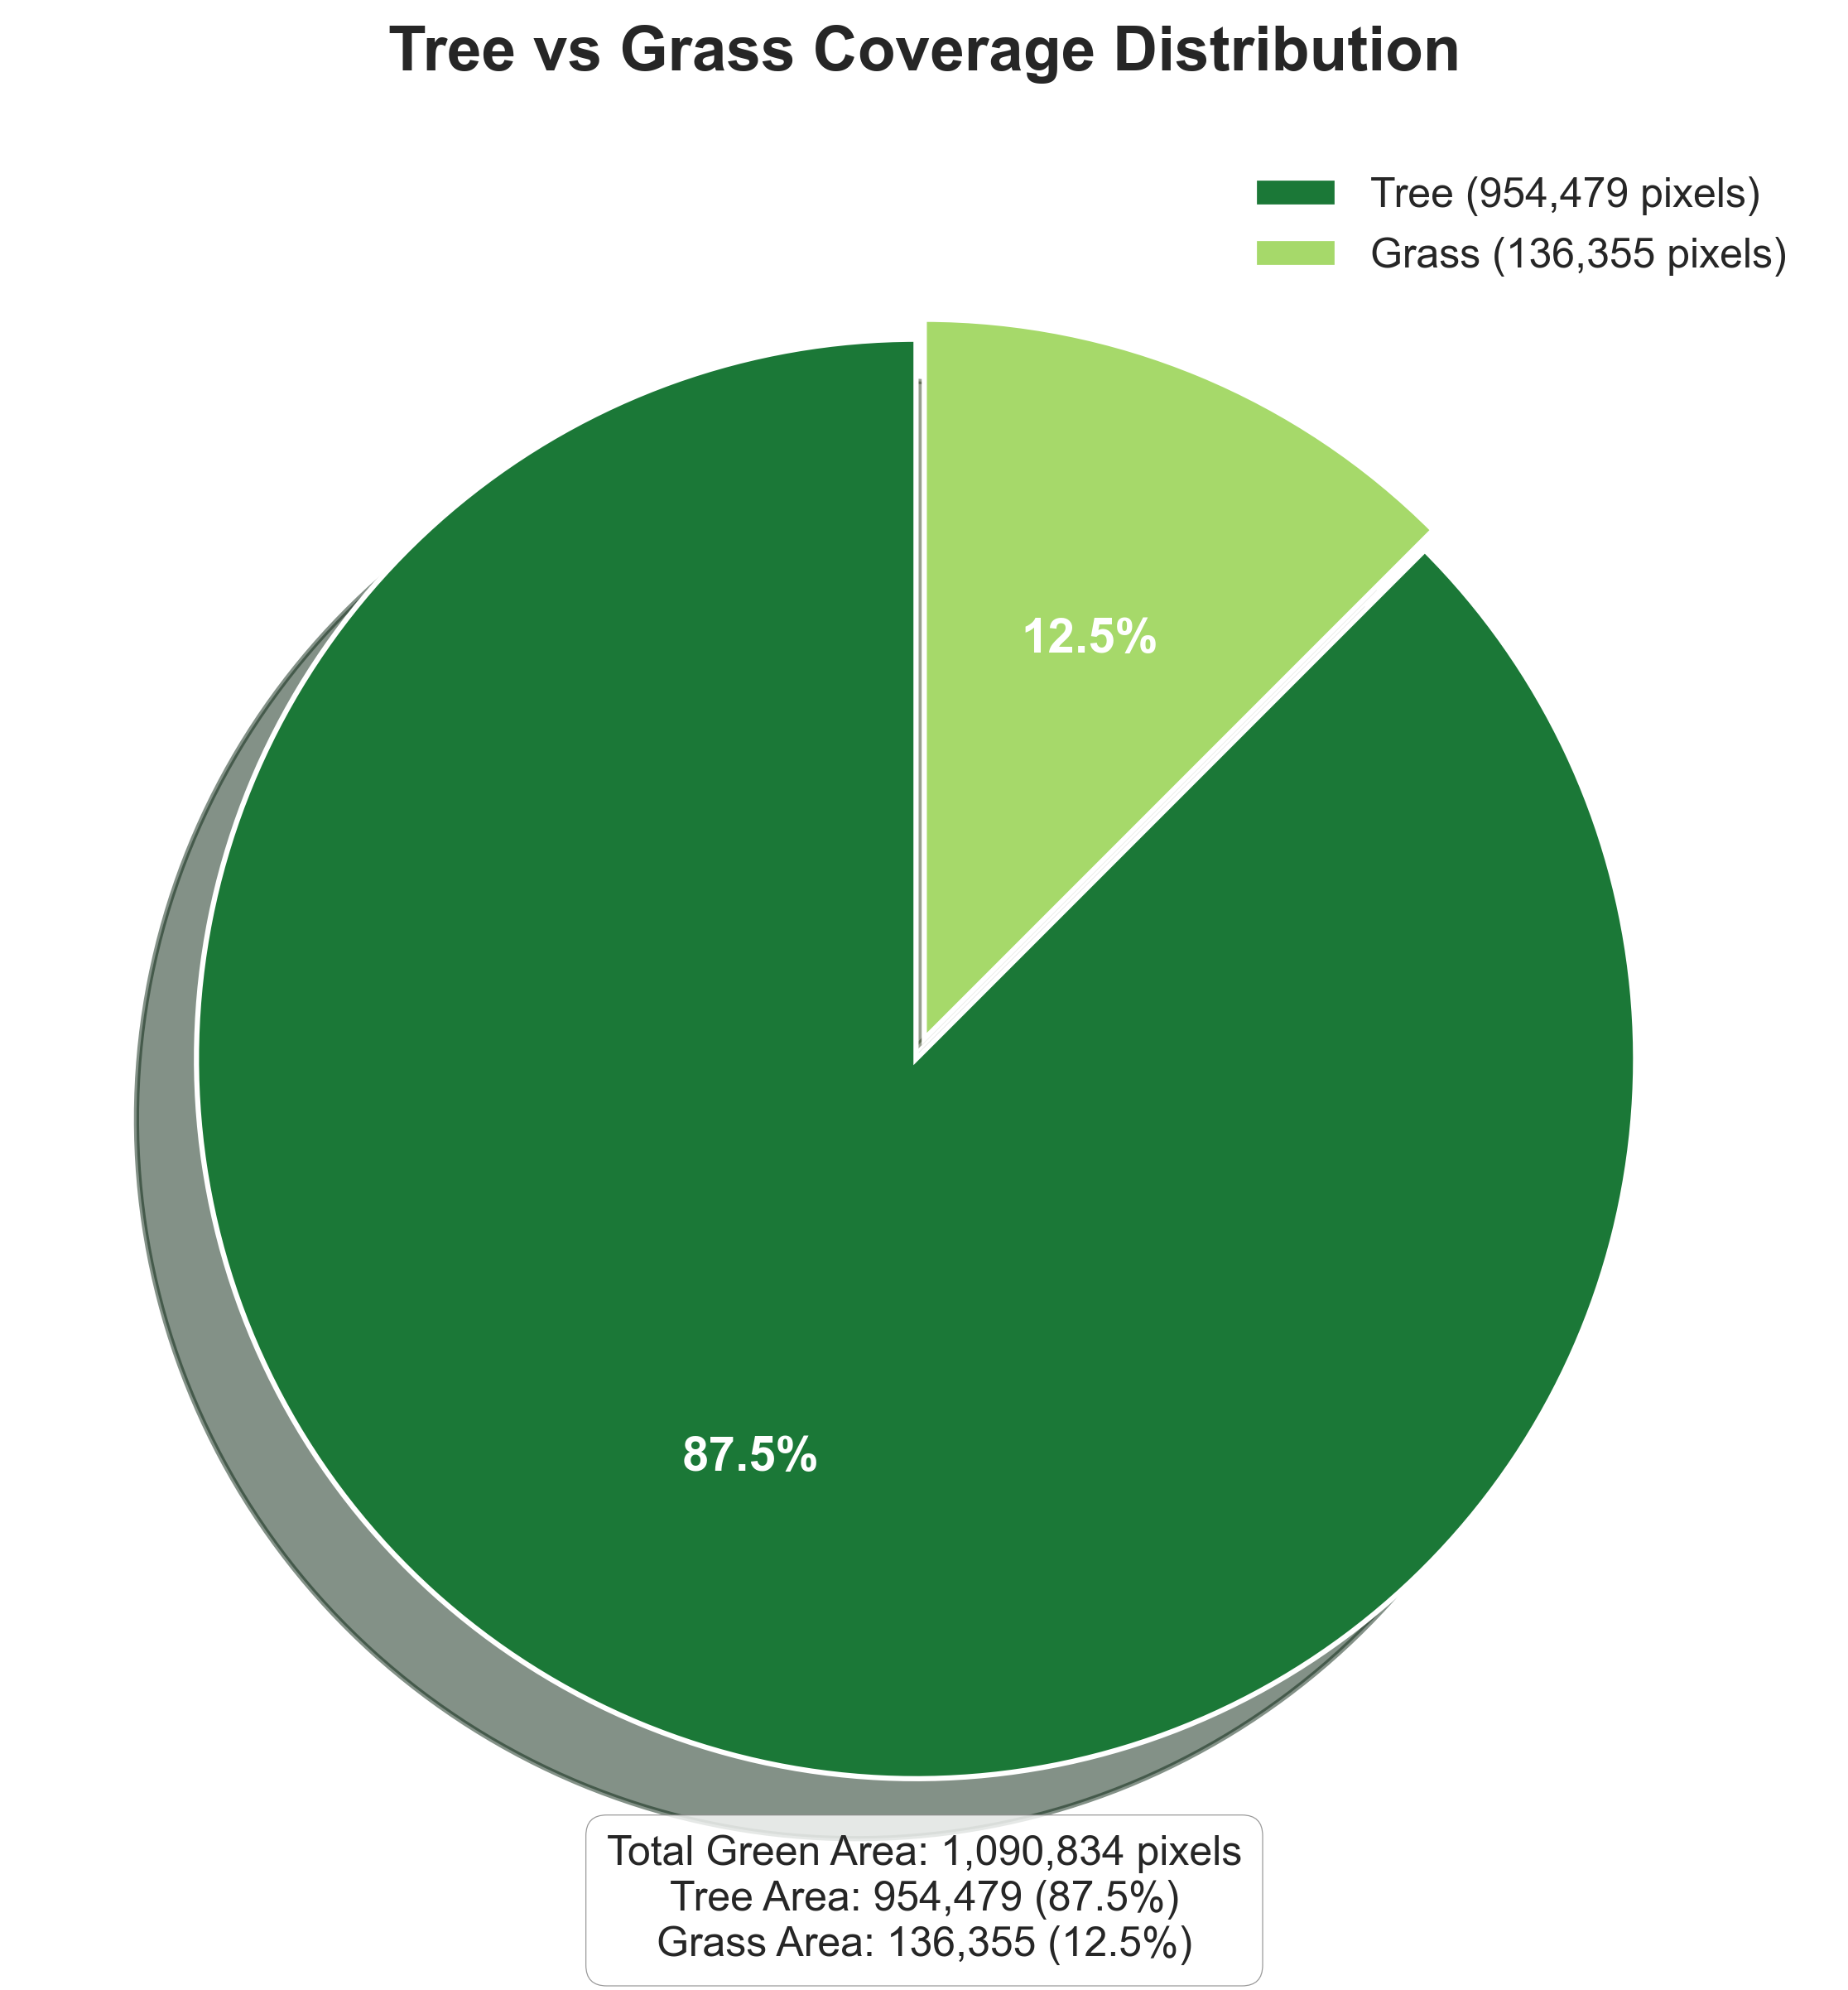 Tree vs Grass Coverage Distribution
Tree (954,479 pixels)
Grass (136,355 pixels)
12.5%
87.5%
Total Green Area: 1,090,834 pixels
Tree Area: 954,479 (87.5%)
Grass Area: 136,355 (12.5%)